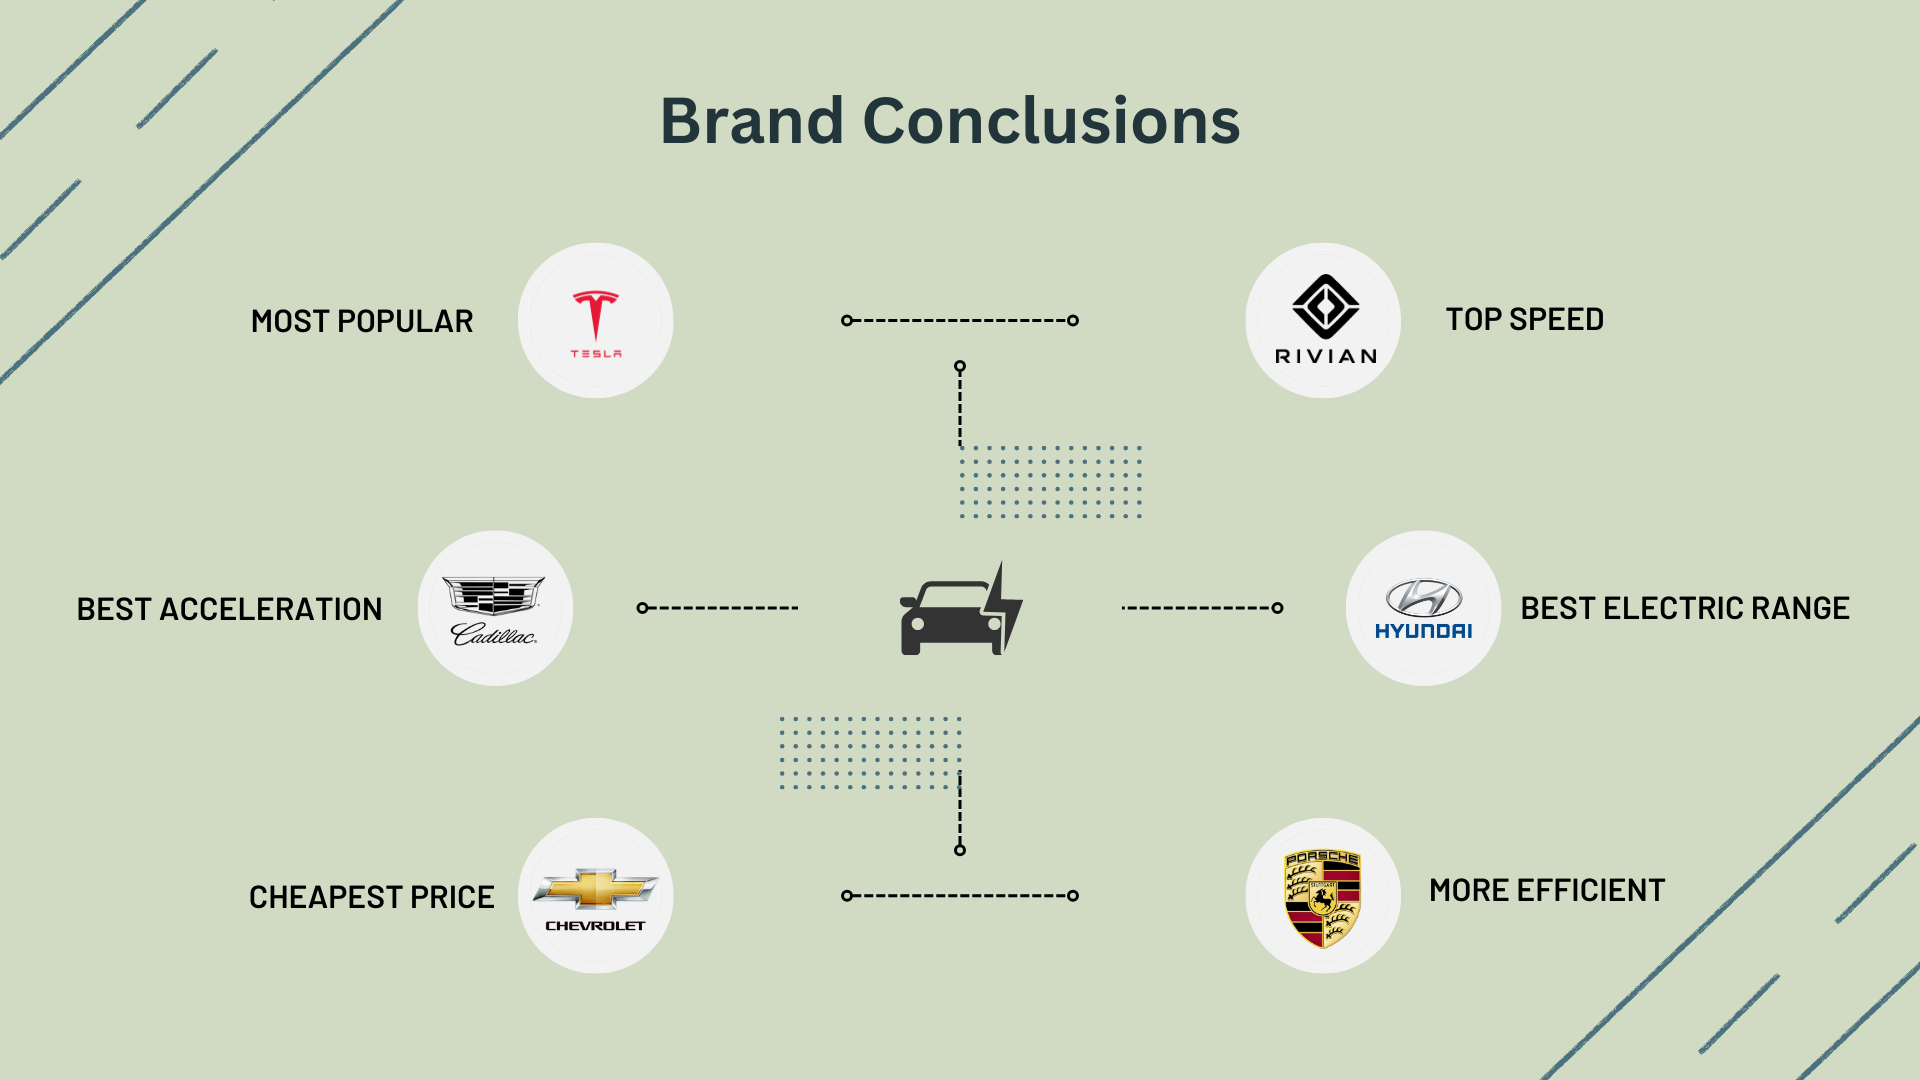 Brand Conclusions
MOST POPULAR
TESLA
RIVIAN
TOP SPEED
BEST ACCELERATION
Cadillac
HYUNDAI
BEST ELECTRIC RANGE
CHEAPEST PRICE
CHEVROLET
PORSCHE
STUTTGART
MORE EFFICIENT